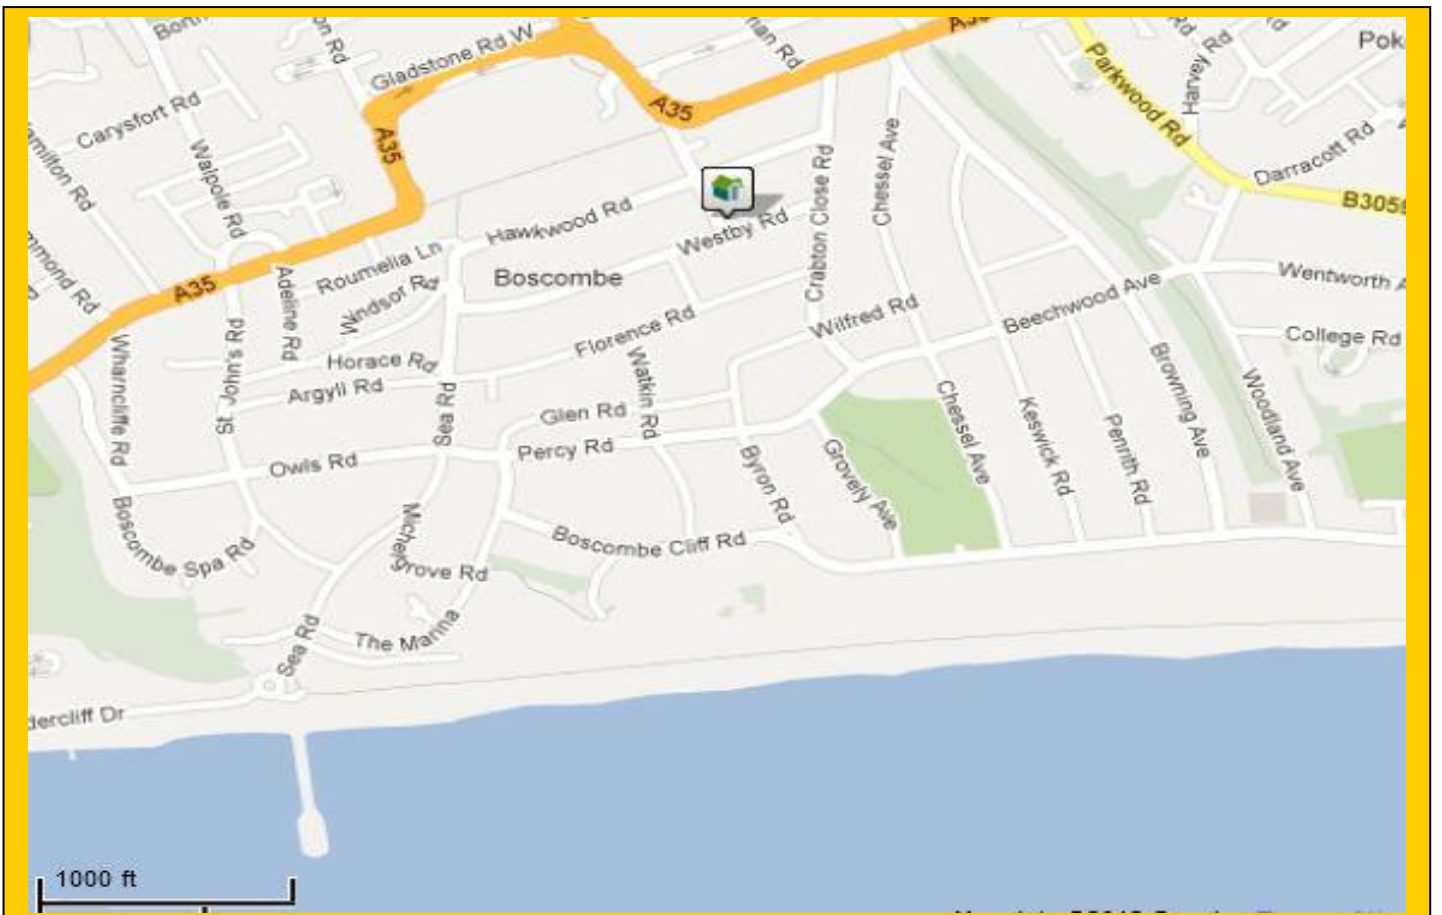 Rd
Gladstone Rd W
Rd
Harvey Rd
Parkwood Rd
Carysfort Rd
A35
A35
Walpole Rd
Chessel Ave
Darracott Rd
Crabton Close Rd
Hawkwood Rd
Westby Rd
Roumelia Ln
Boscombe
Wentworth
A35
Adeline Rd
Florence Rd
Wilfred Rd
Beechwood Ave
College Rd
Wharncliffe Rd
St. John's Rd
Horace Rd
Argyll Rd
Sea Rd
Watkin Rd
Glen Rd
Percy Rd
Owls Rd
Chessel Ave
Keswick Rd
Penrith Rd
Browning Ave
Woodland Ave
Byron Rd
Grovely Ave
Boscombe Spa Rd
Michelgrove Rd
Boscombe Cliff Rd
The Marina
Sea Rd
dercliff Dr
1000 ft